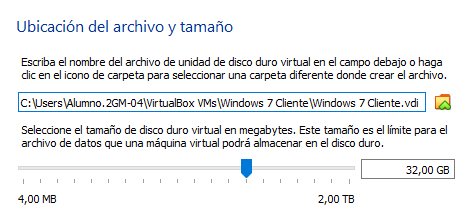 Ubicación del archivo y tamaño
Escriba el nombre del archivo de unidad de disco duro virtual en el campo debajo o haga
clic en el icono de carpeta para seleccionar una carpeta diferente donde crear el archivo.
C:\Users\Alumno.2GM-04\VirtualBox VMs\Windows 7 Cliente\Windows 7 Cliente.vdi
Seleccione el tamaño de disco duro virtual en megabytes. Este tamaño es el límite para el
archivo de datos que una máquina virtual podrá almacenar en el disco duro.
32,00 GB
4,00 MB 2,00 TB